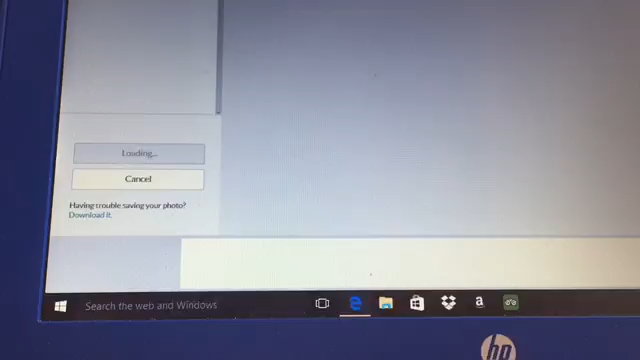 Loading...
Cancel
Having trouble saving your photo?
Download it.
Search the web and Windows
a
hp